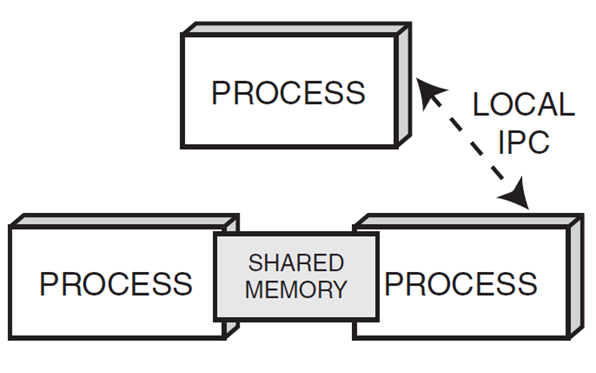 PROCESS
LOCAL
IPC
PROCESS
SHARED
MEMORY
PROCESS